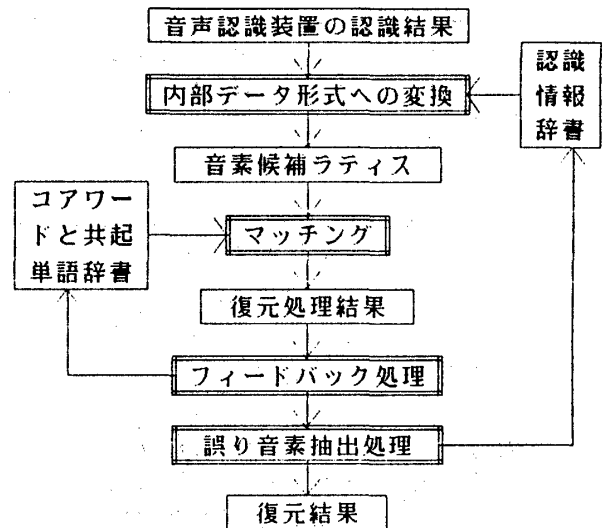 音声認識装置の認識結果
認識
情報
辞書
内部データ形式への変換
音素候補ラティス
コアワー
ドと共起
単語辞書
マッチング
復元処理結果
フィードバック処理
誤り音素抽出処理
復元結果